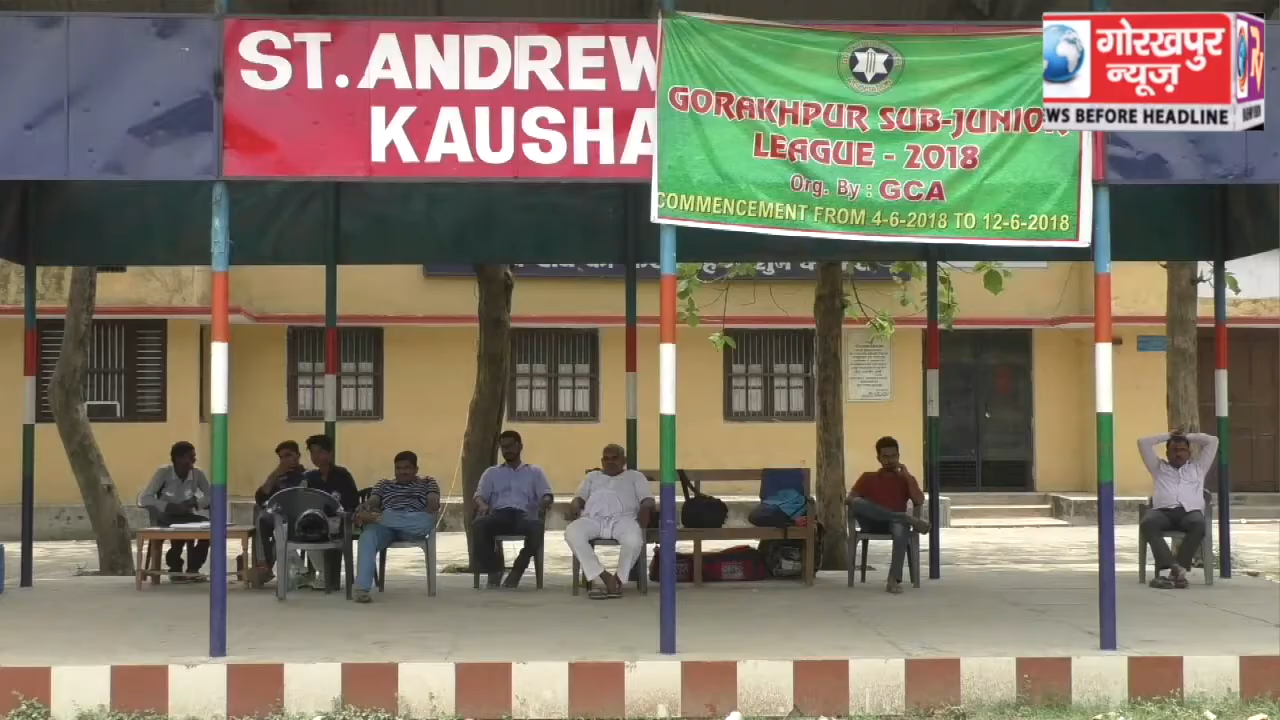 ST. ANDREW
KAUSHA
GORAKHPUR SUB-JUNIOR
LEAGUE - 2018
Org. By : GCA
COMMENCEMENT FROM 4-6-2018 TO 12-6-2018
गोरखपुर
न्यूज़
EWS BEFORE HEADLINE